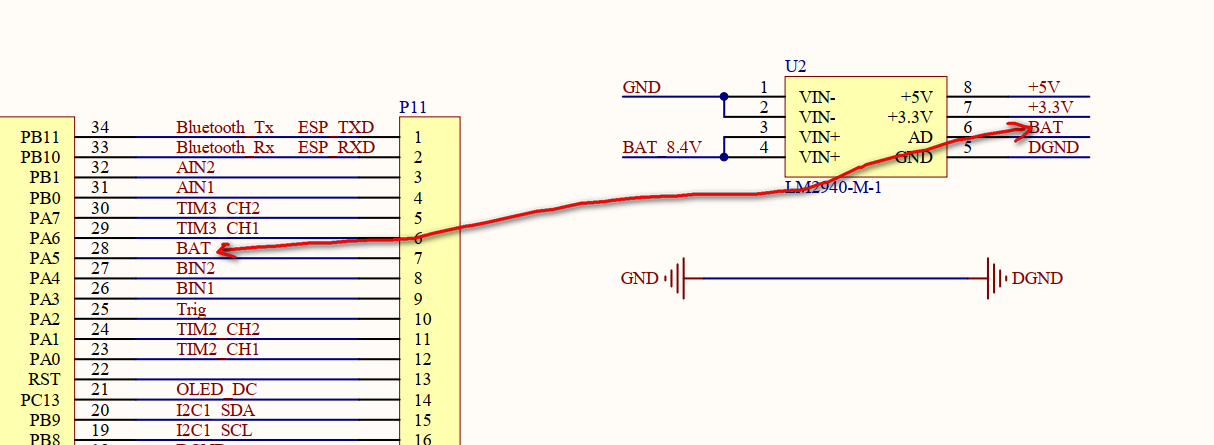 U2
GND 1 VIN- +5V 8 +5V
2 VIN- +3.3V 7 +3.3V
3 VIN+ AD 6 BAT
BAT_8.4V 4 VIN+ GND 5 DGND
LM2940-M-1
P11
PB11 34 Bluetooth_Tx ESP_TXD 1
PB10 33 Bluetooth_Rx ESP_RXD 2
PB1 32 AIN2 3
PB0 31 AIN1 4
PA7 30 TIM3_CH2 5
PA6 29 TIM3_CH1 6
PA5 28 BAT 7
PA4 27 BIN2 8
PA3 26 BIN1 9
PA2 25 Trig 10
PA1 24 TIM2_CH2 11
PA0 23 TIM2_CH1 12
RST 22 13
PC13 21 OLED_DC 14
PB9 20 I2C1_SDA 15
PB8 19 I2C1_SCL 16
GND DGND